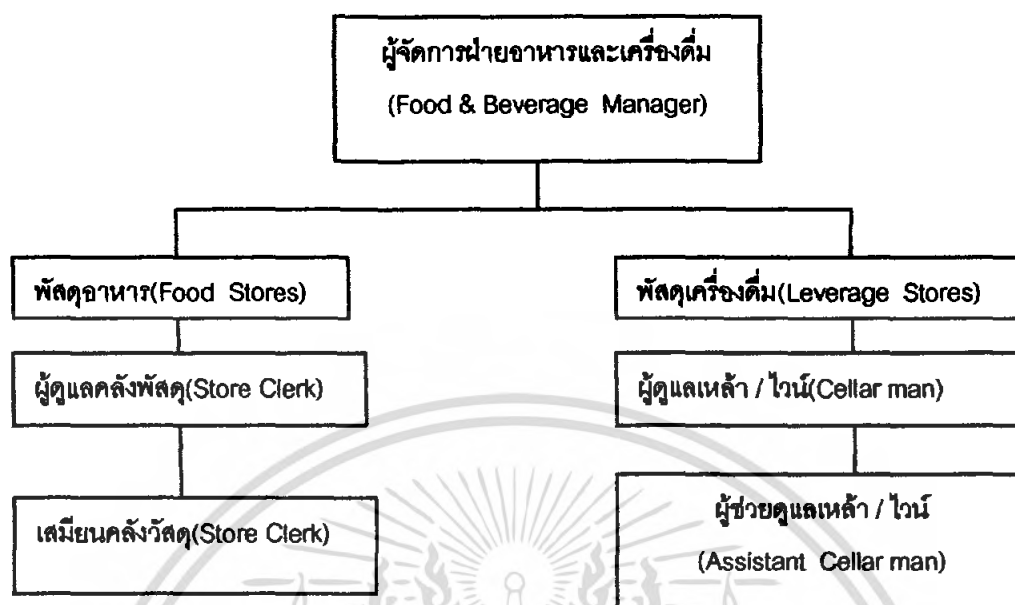 ผู้จัดการฝ่ายอาหารและเครื่องดื่ม
(Food & Beverage Manager)
พัสดุอาหาร(Food Stores)
พัสดุเครื่องดื่ม(Leverage Stores)
ผู้ดูแลคลังพัสดุ(Store Clerk)
ผู้ดูแลเหล้า / ไวน์(Cellar man)
เสมียนคลังวัสดุ(Store Clerk)
ผู้ช่วยดูแลเหล้า / ไวน์
(Assistant Cellar man)